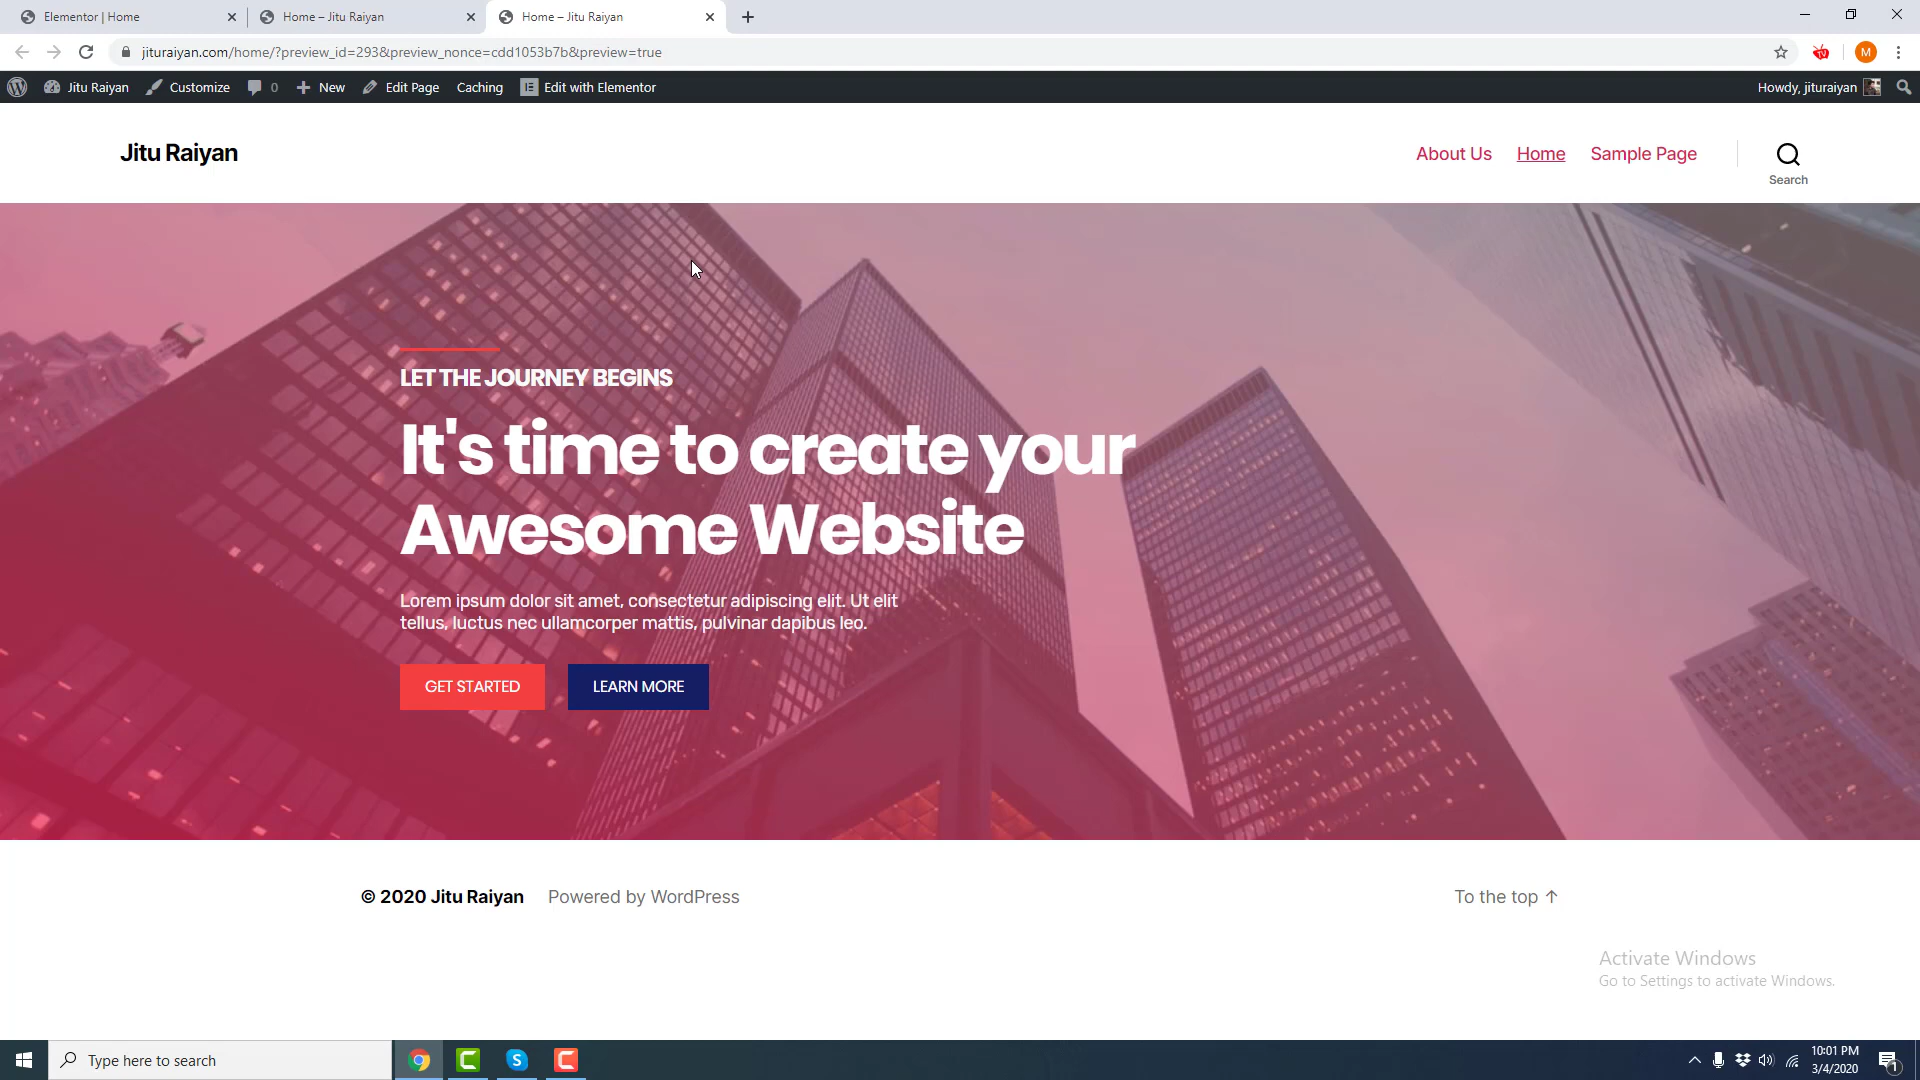 Elementor | Home
Home – Jitu Raiyan
Home – Jitu Raiyan
jituraiyan.com/home/?preview_id=293&preview_nonce=cdd1053b7b&preview=true
M
Jitu Raiyan
Customize
0
New
Edit Page
Caching
Edit with Elementor
Howdy, jituraiyan
Jitu Raiyan
About Us
Home
Sample Page
Search
LET THE JOURNEY BEGINS
It's time to create your
Awesome Website
Lorem ipsum dolor sit amet, consectetur adipiscing elit. Ut elit
tellus, luctus nec ullamcorper mattis, pulvinar dapibus leo.
GET STARTED
LEARN MORE
© 2020 Jitu Raiyan
Powered by WordPress
To the top ↑
Activate Windows
Go to Settings to activate Windows.
Type here to search
10:01 PM
3/4/2020
1